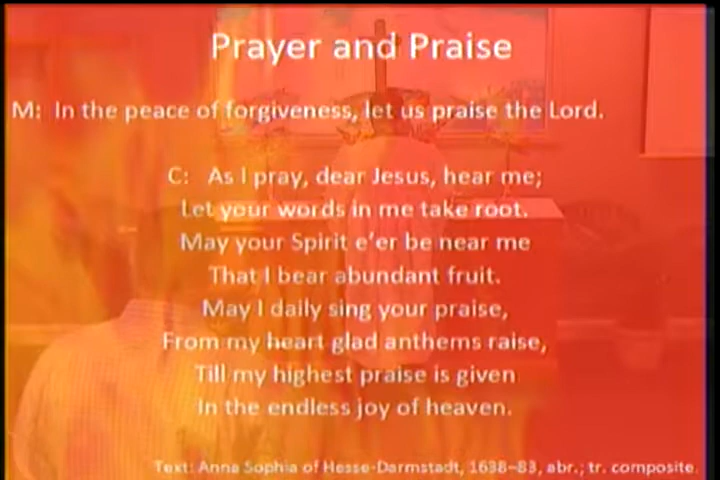 Prayer and Praise
M: In the peace of forgiveness, let us praise the Lord.
C: As I pray, dear Jesus, hear me;
Let your words in me take root.
May your Spirit e'er be near me
That I bear abundant fruit.
May I daily sing your praise,
From my heart glad anthems raise,
Till my highest praise is given
In the endless joy of heaven.
Text: Anna Sophia of Hesse-Darmstadt, 1638–83, abr.; tr. composite.